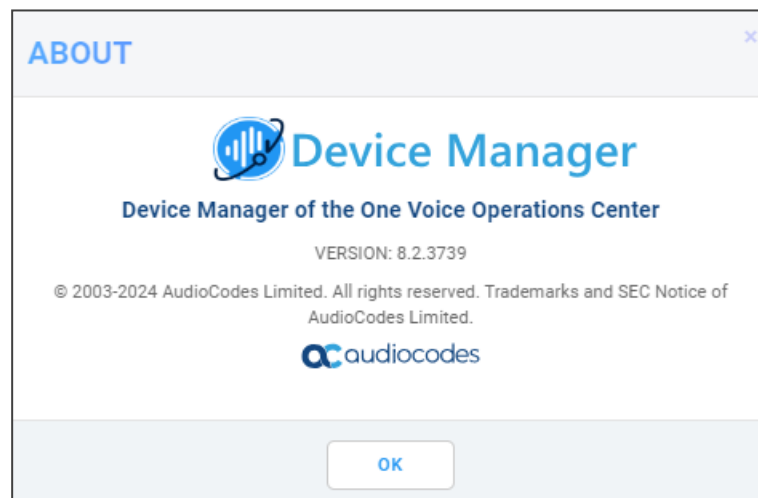 ABOUT
×
Device Manager
Device Manager of the One Voice Operations Center
VERSION: 8.2.3739
© 2003-2024 AudioCodes Limited. All rights reserved. Trademarks and SEC Notice of
AudioCodes Limited.
audiocodes
OK